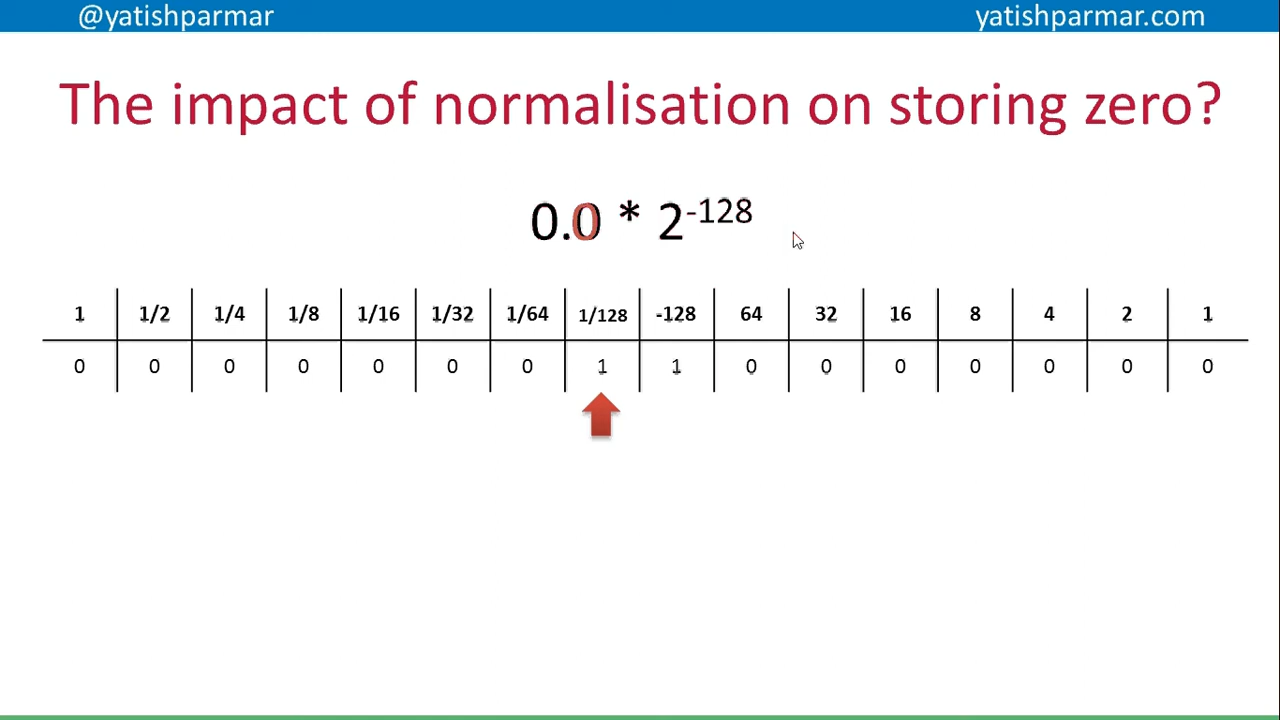 @yatishparmar yatishparmar.com
The impact of normalisation on storing zero?
0.0 * 2-128
1 1/2 1/4 1/8 1/16 1/32 1/64 1/128 -128 64 32 16 8 4 2 1
0 0 0 0 0 0 0 1 1 0 0 0 0 0 0 0